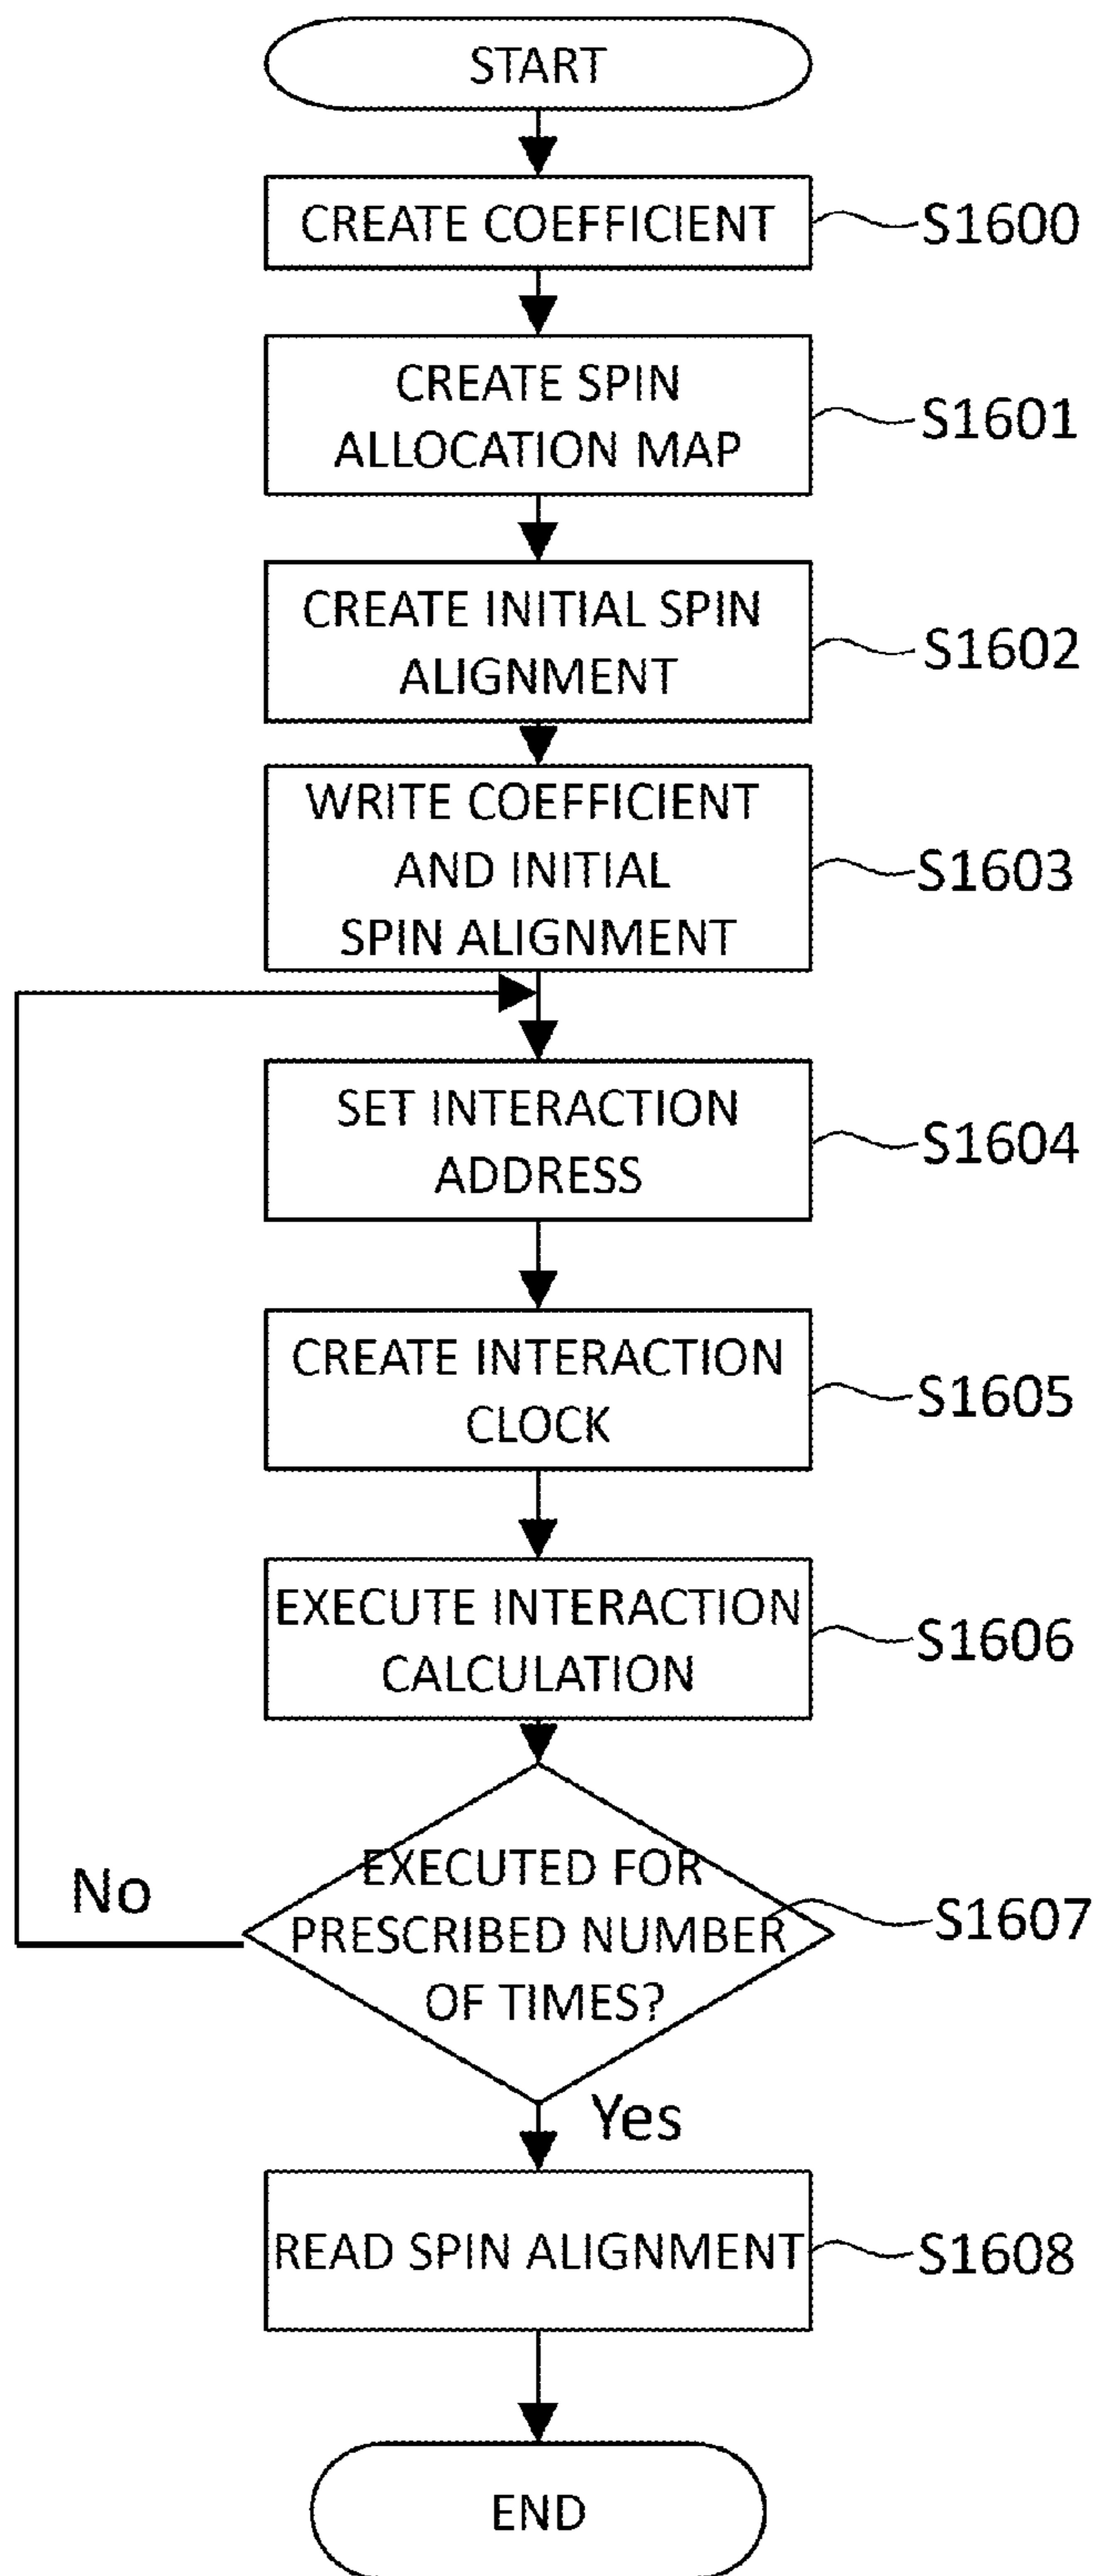 START
CREATE COEFFICIENT
S1600
CREATE SPIN
ALLOCATION MAP
S1601
CREATE INITIAL SPIN
ALIGNMENT
S1602
WRITE COEFFICIENT
AND INITIAL
SPIN ALIGNMENT
S1603
SET INTERACTION
ADDRESS
S1604
CREATE INTERACTION
CLOCK
S1605
EXECUTE INTERACTION
CALCULATION
S1606
EXECUTED FOR
PRESCRIBED NUMBER
OF TIMES?
S1607
No
Yes
READ SPIN ALIGNMENT
S1608
END